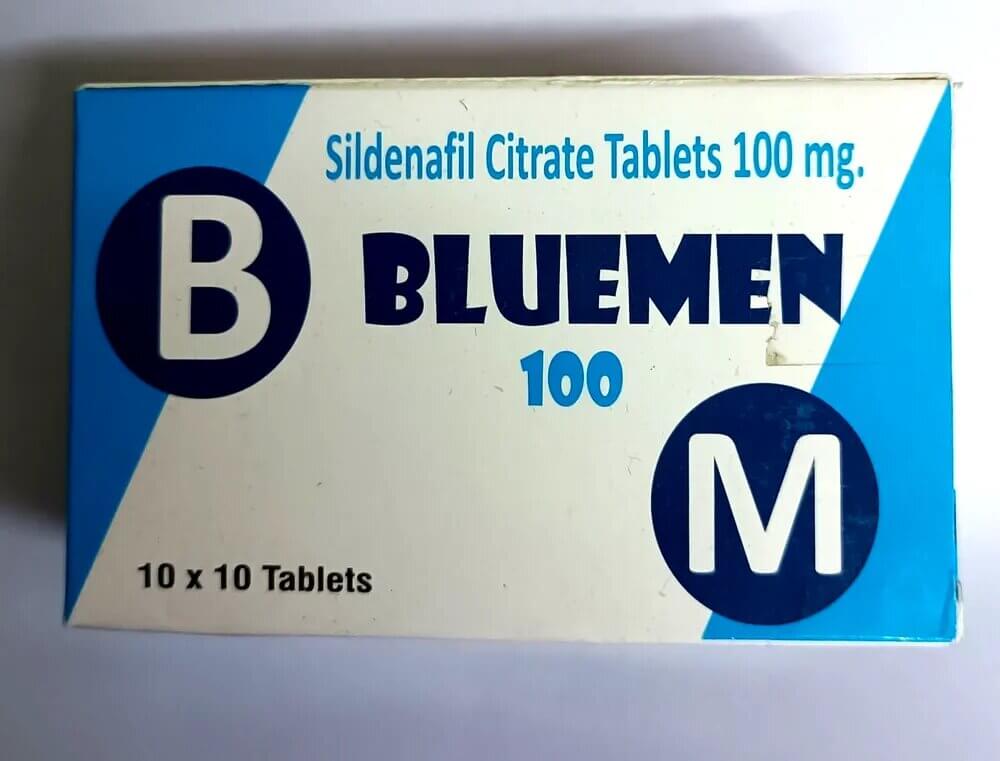 Sildenafil Citrate Tablets 100 mg.
B
BLUEMEN
100
M
10 x 10 Tablets